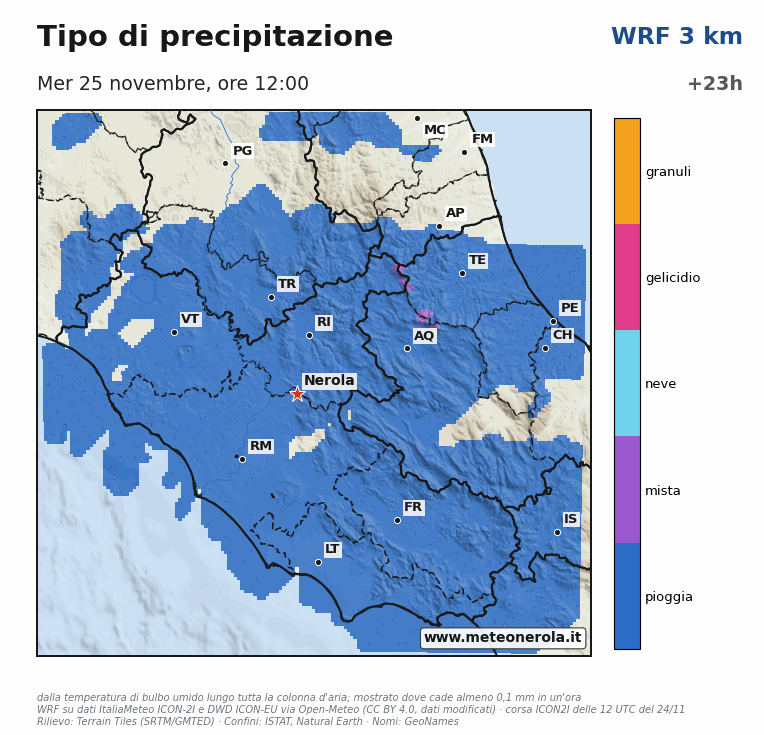 Tipo di precipitazione
WRF 3 km
Mer 25 novembre, ore 12:00
+23h
MC
FM
PG
AP
TE
TR
PE
VT
RI
AQ
CH
Nerola
RM
FR
IS
LT
www.meteonerola.it
granuli
gelicidio
neve
mista
pioggia
dalla temperatura di bulbo umido lungo tutta la colonna d'aria; mostrato dove cade almeno 0,1 mm in un'ora
WRF su dati ItaliaMeteo ICON-2I e DWD ICON-EU via Open-Meteo (CC BY 4.0, dati modificati) · corsa ICON2I delle 12 UTC del 24/11
Rilievo: Terrain Tiles (SRTM/GMTED) · Confini: ISTAT, Natural Earth · Nomi: GeoNames